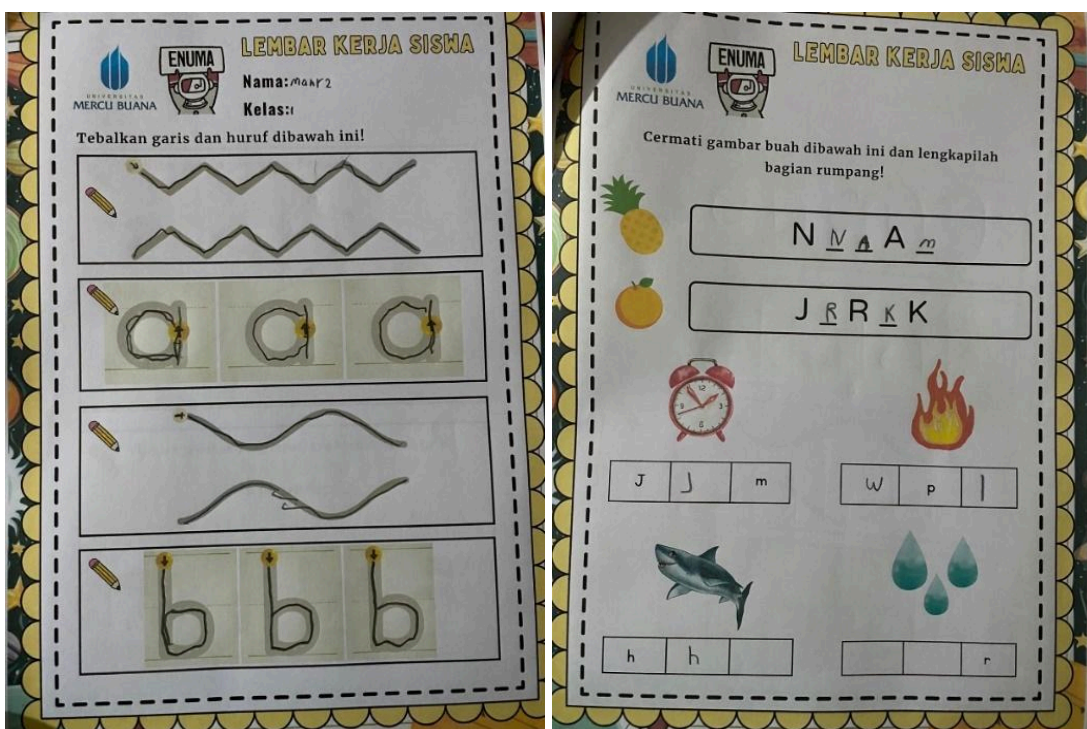 LEMBAR KERJA SISWA
ENUMA
UNIVERSITAS
MERCU BUANA
Nama:
Kelas:1
Tebalkan garis dan huruf dibawah ini!
a a a
b b b
LEMBAR KERJA SISWA
ENUMA
UNIVERSITAS
MERCU BUANA
Cermati gambar buah dibawah ini dan lengkapilah
bagian rumpang!
N N A A m
J R R K K
J J m
W p I
h h
r